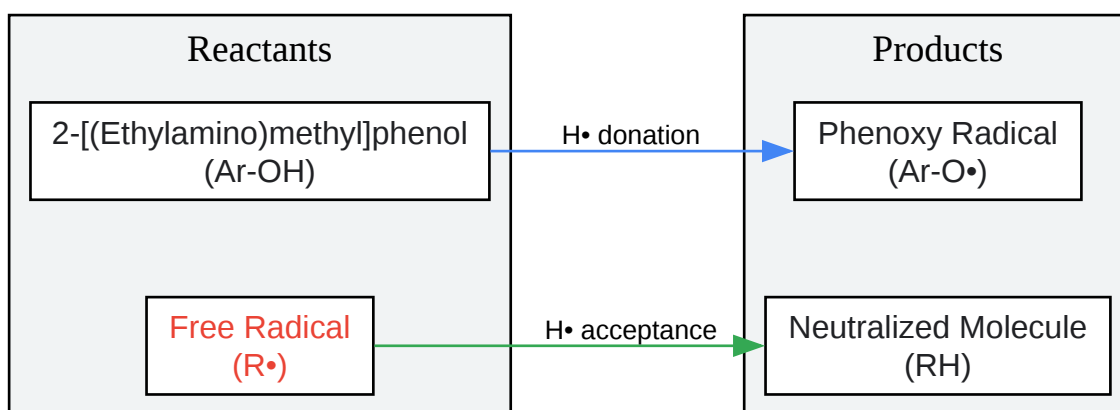 Reactants
Products
2-[(Ethylamino)methyl]phenol
(Ar-OH)
H• donation
Phenoxy Radical
(Ar-O•)
Free Radical
(R•)
H• acceptance
Neutralized Molecule
(RH)